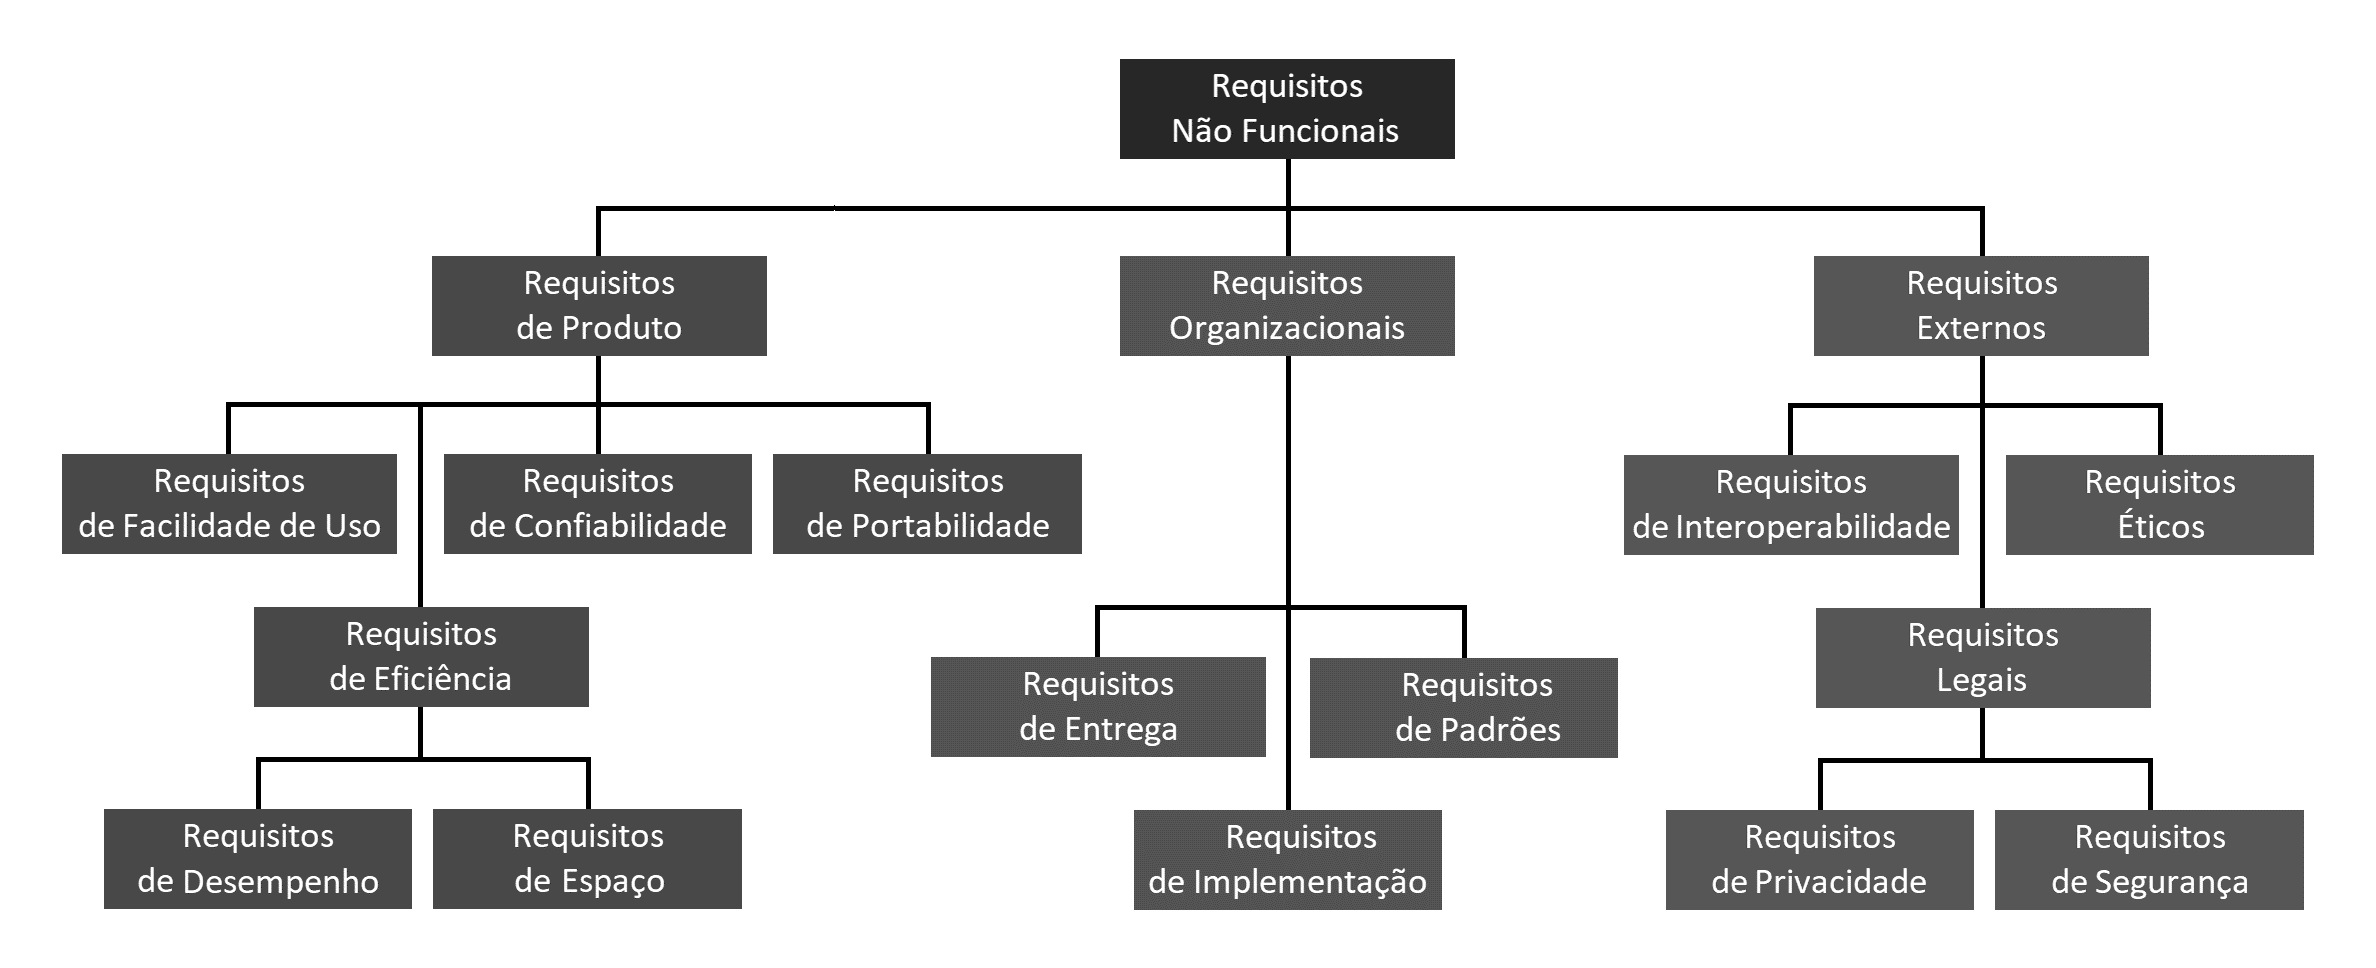 Requisitos
Não Funcionais
Requisitos
de Produto
Requisitos
Organizacionais
Requisitos
Externos
Requisitos
de Facilidade de Uso
Requisitos
de Confiabilidade
Requisitos
de Portabilidade
Requisitos
de Interoperabilidade
Requisitos
Éticos
Requisitos
de Eficiência
Requisitos
de Entrega
Requisitos
de Padrões
Requisitos
Legais
Requisitos
de Desempenho
Requisitos
de Espaço
Requisitos
de Implementação
Requisitos
de Privacidade
Requisitos
de Segurança